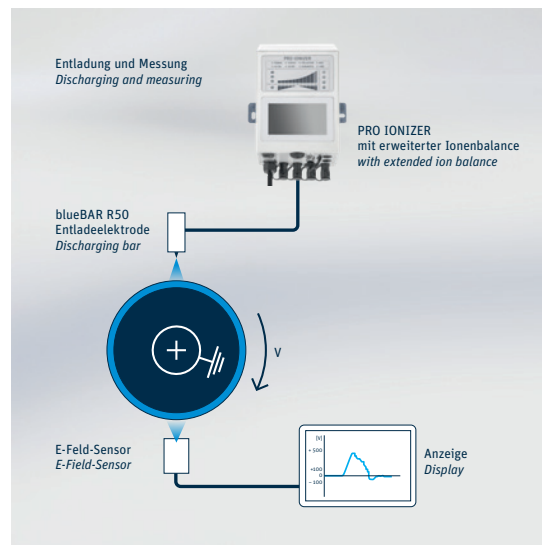 Entladung und Messung
Discharging and measuring
PRO IONIZER
PRO IONIZER
mit erweiterter Ionenbalance
with extended ion balance
blueBAR R50
Entladeelektrode
Discharging bar
V
E-Feld-Sensor
E-Field-Sensor
[V]
+ 500
+100
0
– 100
Anzeige
Display